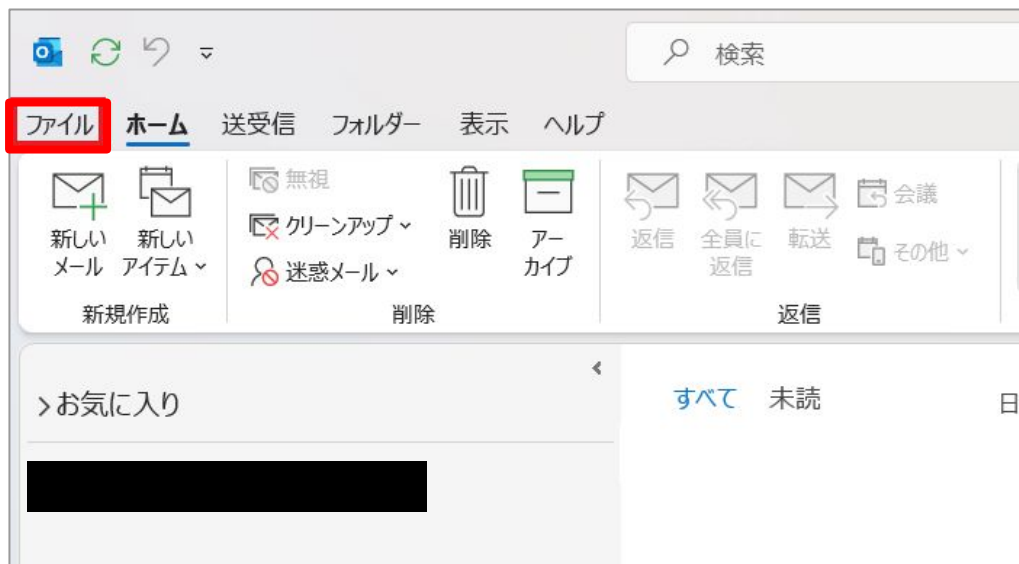 検索
ファイル ホーム 送受信 フォルダー 表示 ヘルプ
新しい
メール
新しい
アイテム
新規作成
無視
クリーンアップ
迷惑メール
削除
アー
カイブ
削除
返信
全員に
返信
転送
会議
その他
返信
お気に入り
すべて 未読
日